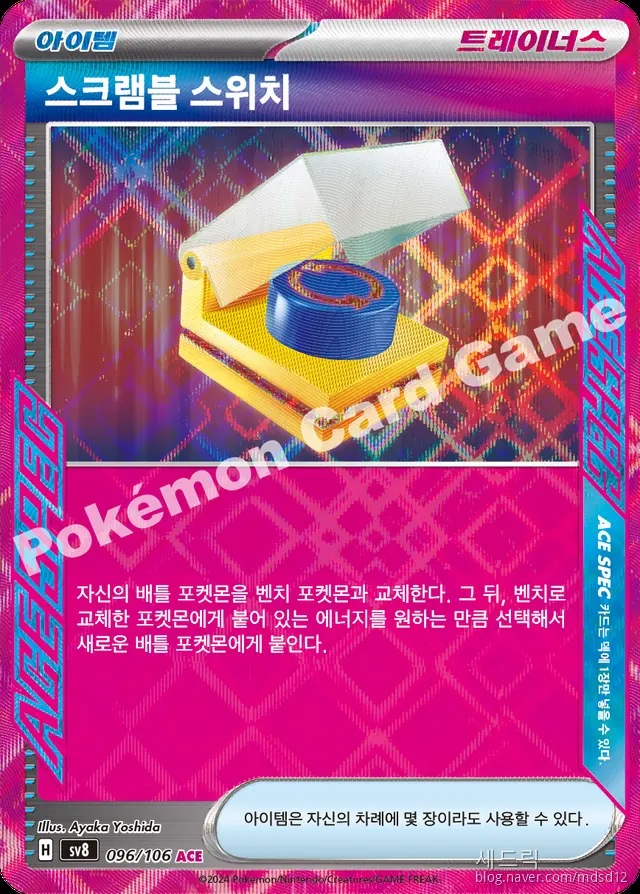 아이템
트레이너스
스크램블 스위치
Pokémon Card Game
ACE SPEC
ACE SPEC
ACE SPEC 카드는 덱에 1장만 넣을 수 있다.
자신의 배틀 포켓몬을 벤치 포켓몬과 교체한다. 그 뒤, 벤치로
교체한 포켓몬에게 붙어 있는 에너지를 원하는 만큼 선택해서
새로운 배틀 포켓몬에게 붙인다.
아이템은 자신의 차례에 몇 장이라도 사용할 수 있다.
Illus. Ayaka Yoshida
H sv8 096/106 ACE
©2024 Pokémon/Nintendo/Creatures/GAME FREAK
세드릭
blog.naver.com/mdsd12